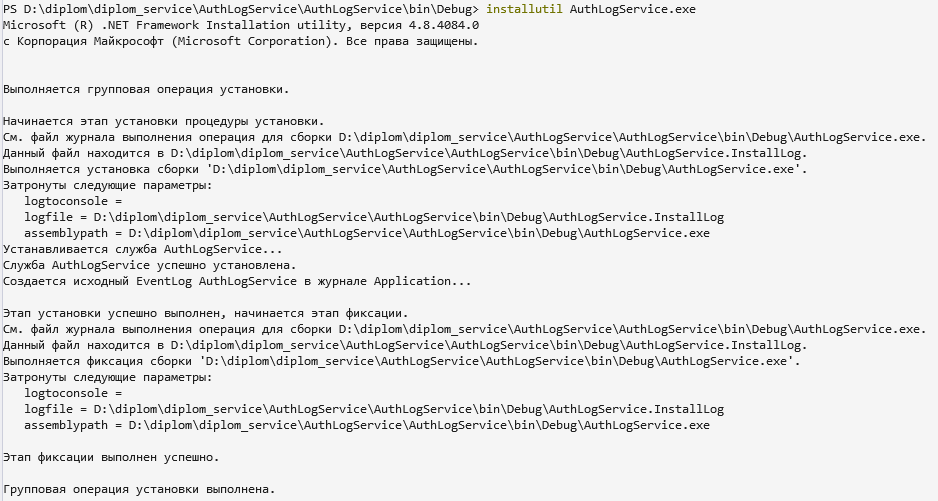 PS D:\diplom\diplom_service\AuthLogService\AuthLogService\bin\Debug> installutil AuthLogService.exe
Microsoft (R) .NET Framework Installation utility, версия 4.8.4084.0
с Корпорация Майкрософт (Microsoft Corporation). Все права защищены.
Выполняется групповая операция установки.
Начинается этап установки процедуры установки.
См. файл журнала выполнения операция для сборки D:\diplom\diplom_service\AuthLogService\AuthLogService\bin\Debug\AuthLogService.exe.
Данный файл находится в D:\diplom\diplom_service\AuthLogService\AuthLogService\bin\Debug\AuthLogService.InstallLog.
Выполняется установка сборки 'D:\diplom\diplom_service\AuthLogService\AuthLogService\bin\Debug\AuthLogService.exe'.
Затронуты следующие параметры:
logtoconsole =
logfile = D:\diplom\diplom_service\AuthLogService\AuthLogService\bin\Debug\AuthLogService.InstallLog
assemblypath = D:\diplom\diplom_service\AuthLogService\AuthLogService\bin\Debug\AuthLogService.exe
Устанавливается служба AuthLogService...
Служба AuthLogService успешно установлена.
Создается исходный EventLog AuthLogService в журнале Application...
Этап установки успешно выполнен, начинается этап фиксации.
См. файл журнала выполнения операция для сборки D:\diplom\diplom_service\AuthLogService\AuthLogService\bin\Debug\AuthLogService.exe.
Данный файл находится в D:\diplom\diplom_service\AuthLogService\AuthLogService\bin\Debug\AuthLogService.InstallLog.
Выполняется фиксация сборки 'D:\diplom\diplom_service\AuthLogService\AuthLogService\bin\Debug\AuthLogService.exe'.
Затронуты следующие параметры:
logtoconsole =
logfile = D:\diplom\diplom_service\AuthLogService\AuthLogService\bin\Debug\AuthLogService.InstallLog
assemblypath = D:\diplom\diplom_service\AuthLogService\AuthLogService\bin\Debug\AuthLogService.exe
Этап фиксации выполнен успешно.
Групповая операция установки выполнена.